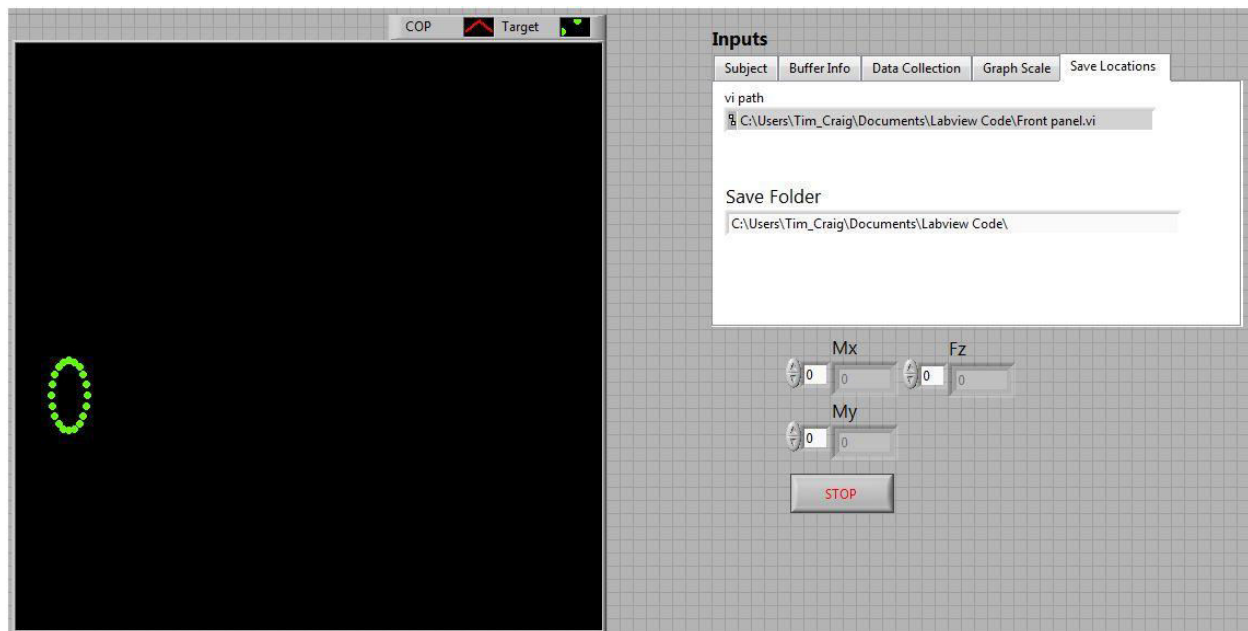 COP Target
Inputs
Subject Buffer Info Data Collection Graph Scale Save Locations
vi path
C:\Users\Tim_Craig\Documents\Labview Code\Front panel.vi
Save Folder
C:\Users\Tim_Craig\Documents\Labview Code\
Mx Fz
0 0 0 0
My
0 0
STOP